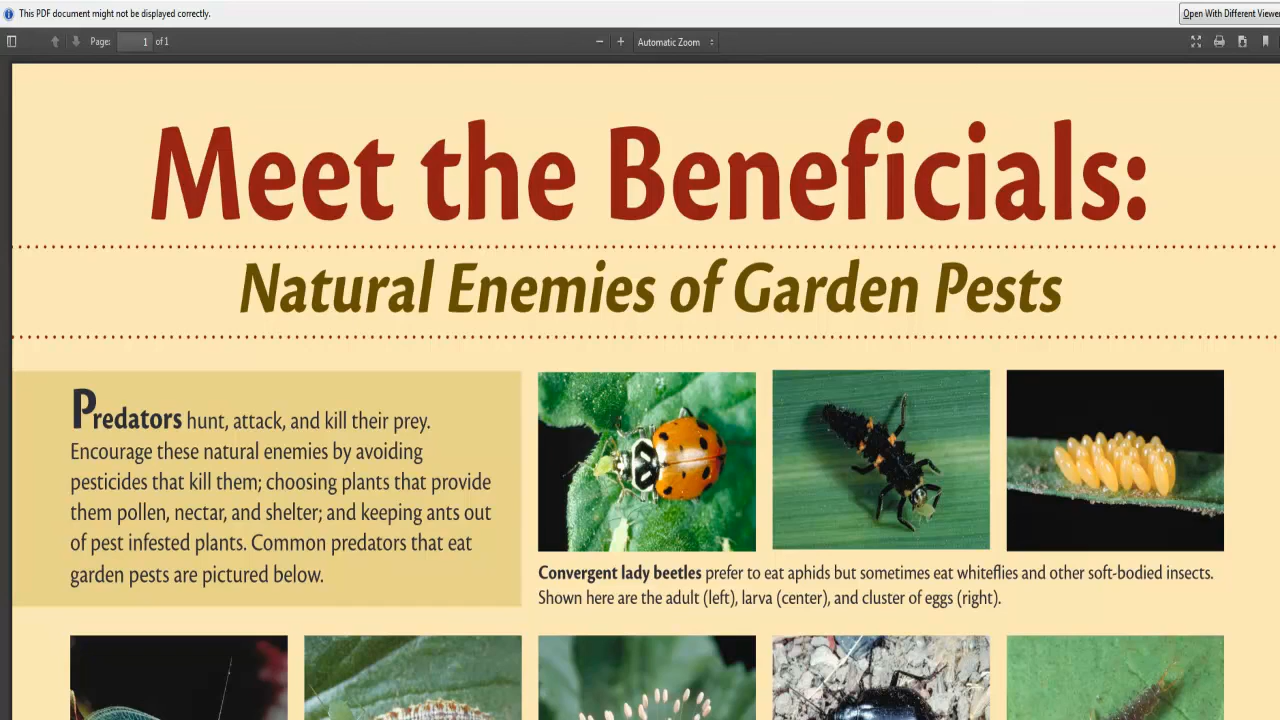 This PDF document might not be displayed correctly.
Open With Different Viewer
Page: 1 of 1
Automatic Zoom
Meet the Beneficials:
Natural Enemies of Garden Pests
Predators hunt, attack, and kill their prey.
Encourage these natural enemies by avoiding
pesticides that kill them; choosing plants that provide
them pollen, nectar, and shelter; and keeping ants out
of pest infested plants. Common predators that eat
garden pests are pictured below.
Convergent lady beetles prefer to eat aphids but sometimes eat whiteflies and other soft-bodied insects.
Shown here are the adult (left), larva (center), and cluster of eggs (right).